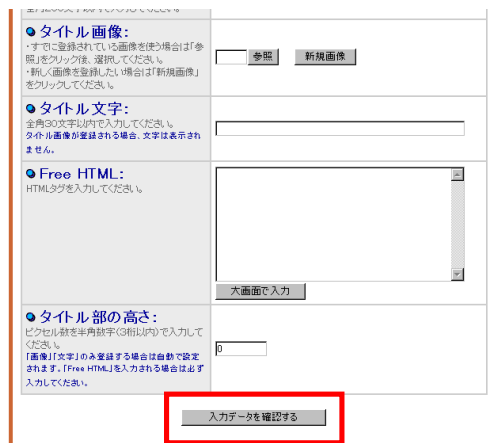 タイトル画像:
・すでに登録されている画像を使う場合は「参
照」をクリック後、選択してください。
・新しく画像を登録したい場合は「新規画像」
をクリックしてください。
参照
新規画像
タイトル文字:
全角30文字以内で入力してください。
タイトル画像が登録される場合、文字は表示され
ません。
Free HTML:
HTMLタグを入力してください。
大画面で入力
タイトル部の高さ:
ピクセル数を半角数字(3桁以内)で入力して
ください。
「画像」「文字」のみ登録する場合は自動で設定
されます。「Free HTML」を入力される場合は必ず
入力してください。
0
入力データを確認する